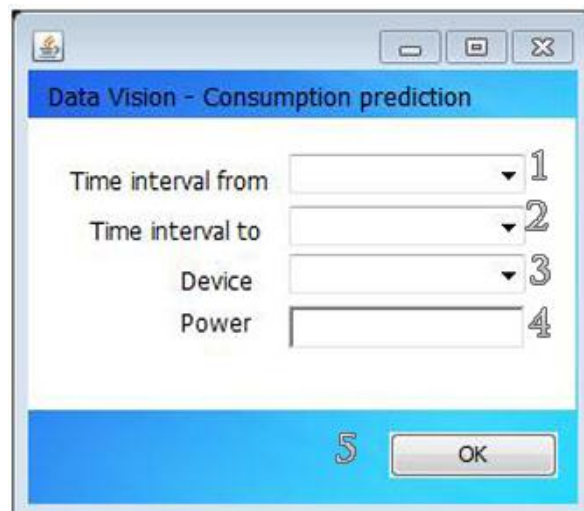 Data Vision - Consumption prediction
Time interval from 1
Time interval to 2
Device 3
Power 4
5 OK